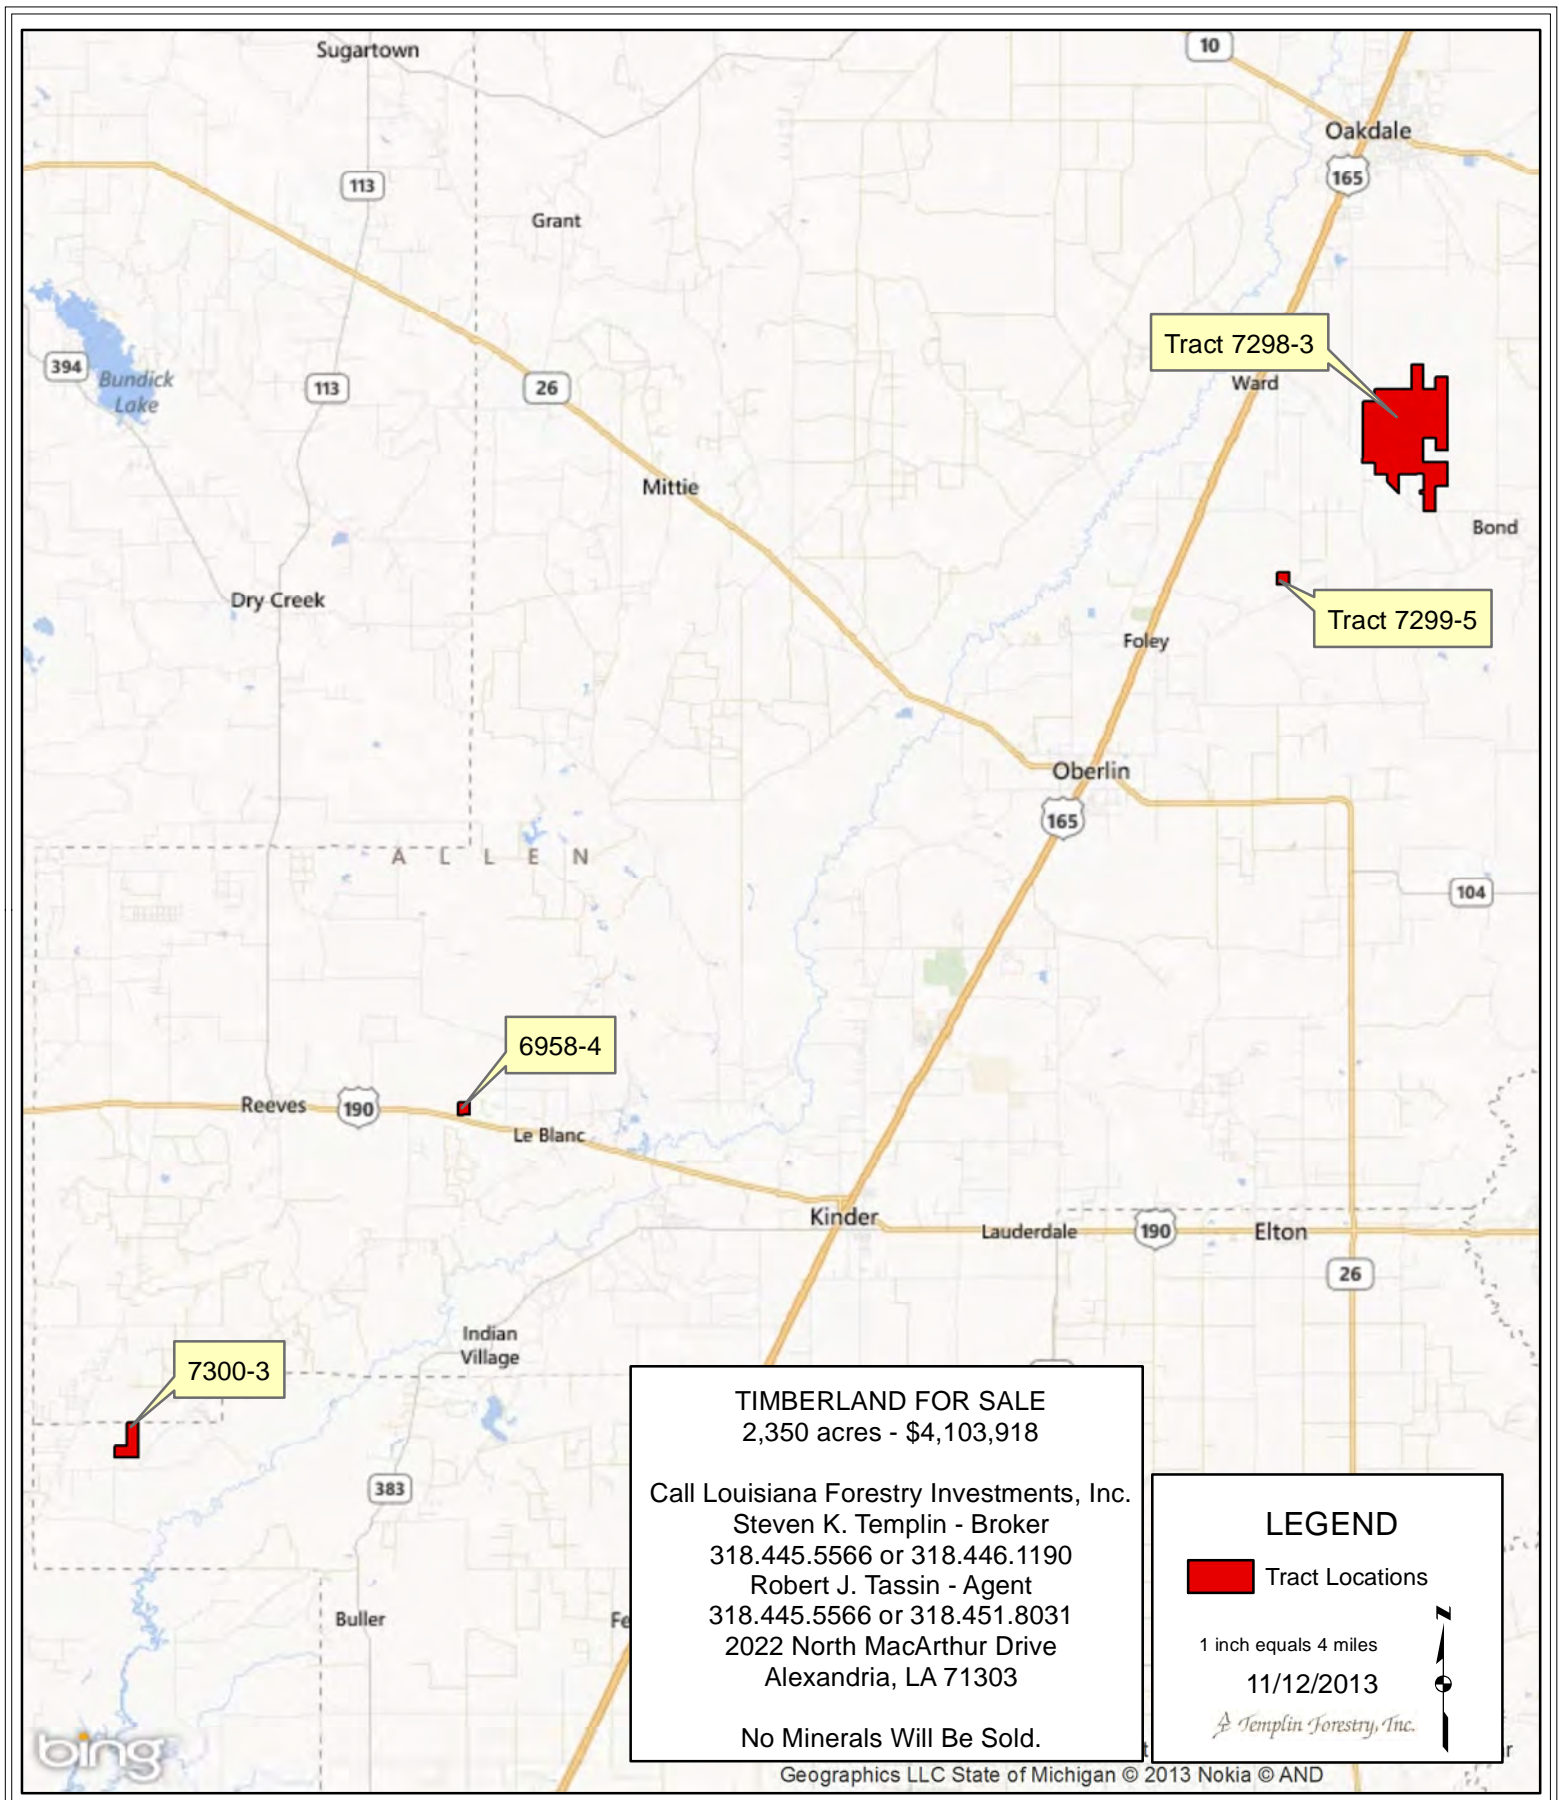 Sugartown
10
Oakdale
165
113
Grant
Tract 7298-3
394
Bundick
Lake
113
26
Ward
Mittie
Bond
Dry Creek
Tract 7299-5
Foley
Oberlin
165
ALLEN
104
6958-4
Reeves
190
Le Blanc
Kinder
Lauderdale
190
Elton
26
Indian
Village
7300-3
383
Buller
Fe
TIMBERLAND FOR SALE
2,350 acres - $4,103,918
Call Louisiana Forestry Investments, Inc.
Steven K. Templin - Broker
318.445.5566 or 318.446.1190
Robert J. Tassin - Agent
318.445.5566 or 318.451.8031
2022 North MacArthur Drive
Alexandria, LA 71303
No Minerals Will Be Sold.
LEGEND
Tract Locations
1 inch equals 4 miles
N
11/12/2013
Templin Forestry, Inc.
bing
Geographics LLC State of Michigan © 2013 Nokia © AND